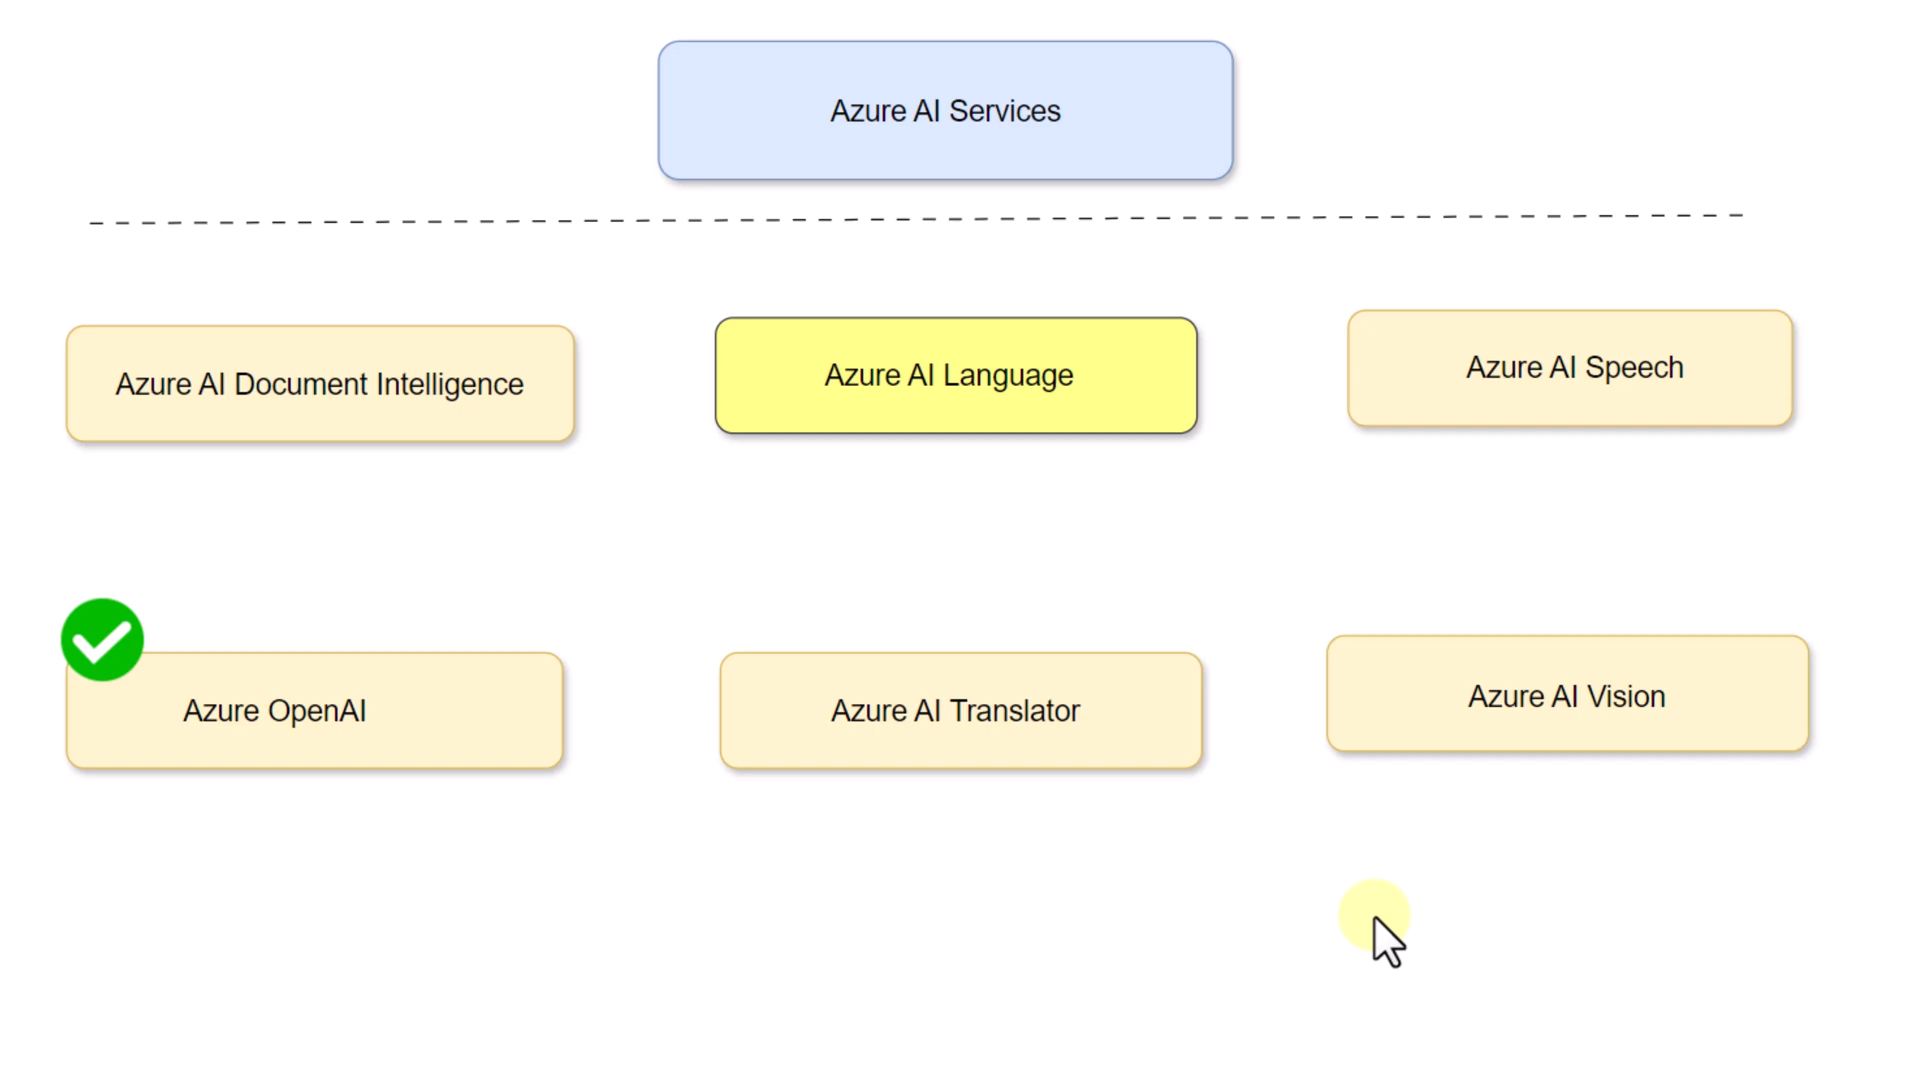 Azure AI Services
Azure AI Document Intelligence
Azure AI Language
Azure AI Speech
Azure OpenAI
Azure AI Translator
Azure AI Vision